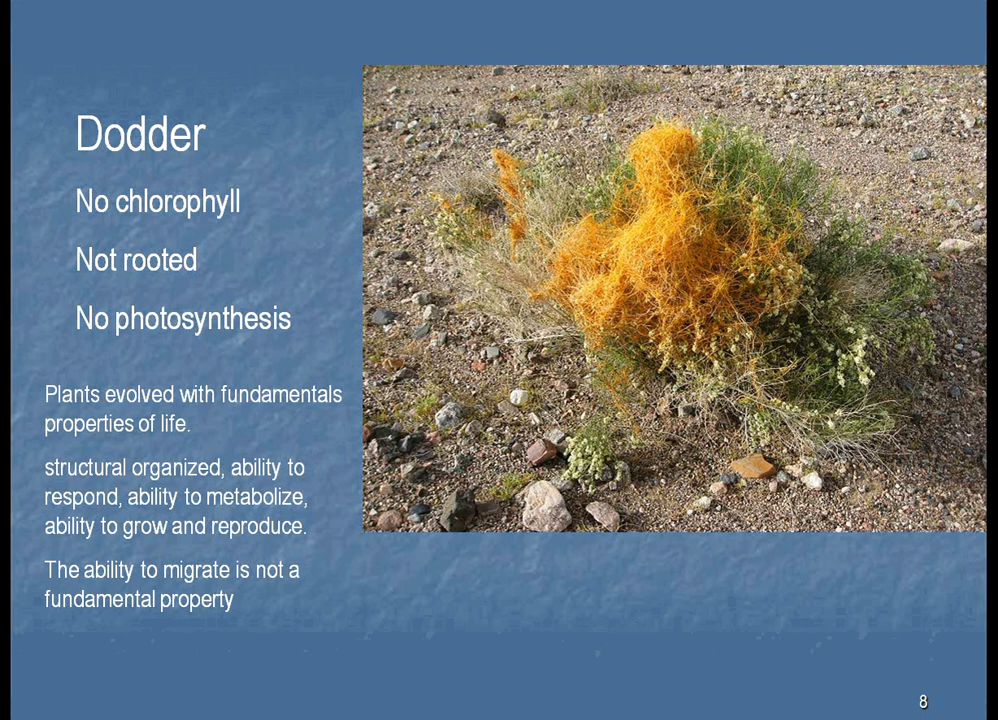 Dodder
No chlorophyll
Not rooted
No photosynthesis
Plants evolved with fundamentals
properties of life.
structural organized, ability to
respond, ability to metabolize,
ability to grow and reproduce.
The ability to migrate is not a
fundamental property
8